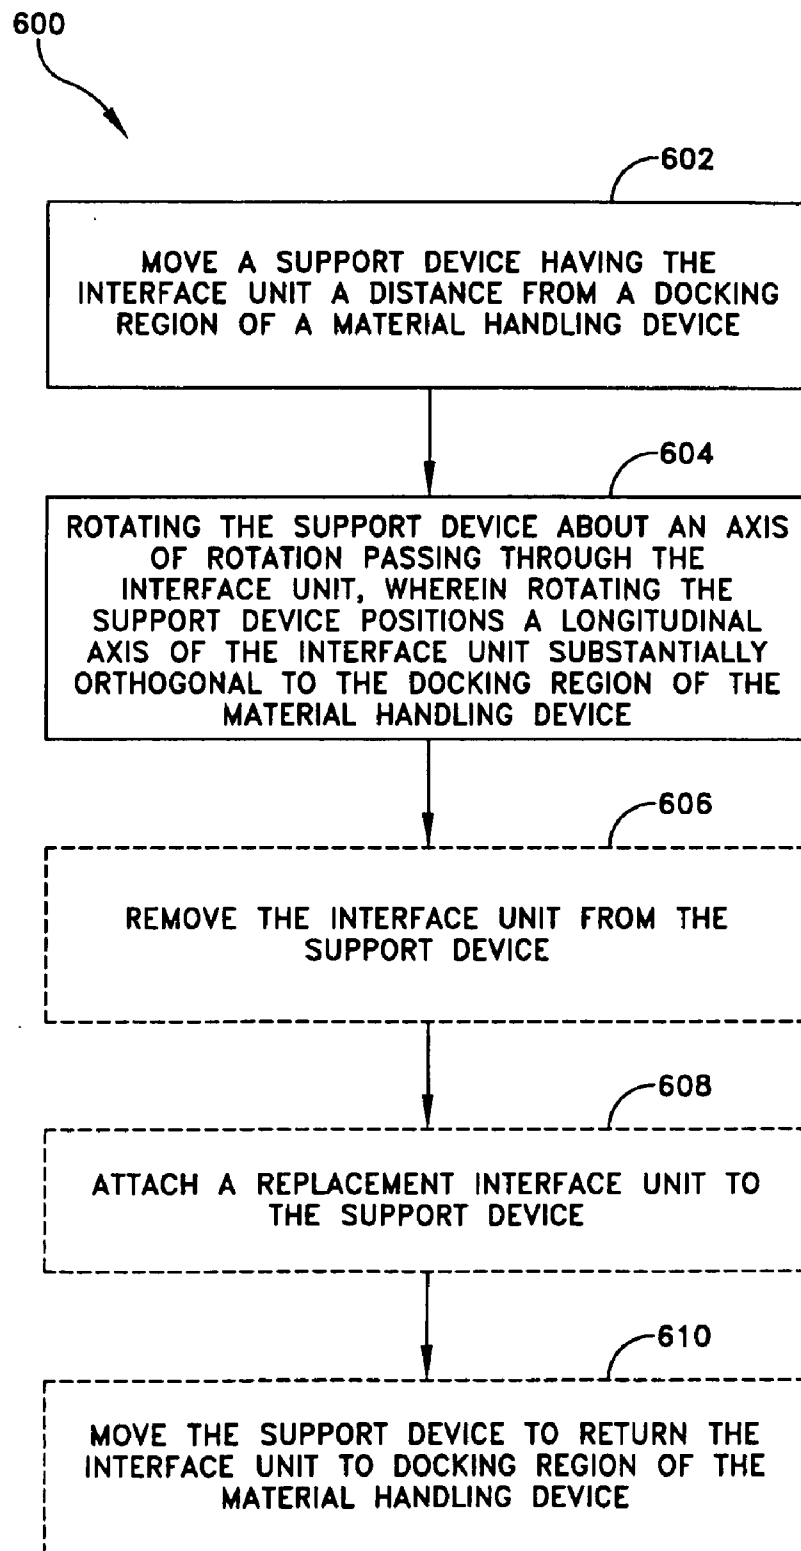 600
602
MOVE A SUPPORT DEVICE HAVING THE
INTERFACE UNIT A DISTANCE FROM A DOCKING
REGION OF A MATERIAL HANDLING DEVICE
604
ROTATING THE SUPPORT DEVICE ABOUT AN AXIS
OF ROTATION PASSING THROUGH THE
INTERFACE UNIT, WHEREIN ROTATING THE
SUPPORT DEVICE POSITIONS A LONGITUDINAL
AXIS OF THE INTERFACE UNIT SUBSTANTIALLY
ORTHOGONAL TO THE DOCKING REGION OF THE
MATERIAL HANDLING DEVICE
606
REMOVE THE INTERFACE UNIT FROM THE
SUPPORT DEVICE
608
ATTACH A REPLACEMENT INTERFACE UNIT TO
THE SUPPORT DEVICE
610
MOVE THE SUPPORT DEVICE TO RETURN THE
INTERFACE UNIT TO DOCKING REGION OF THE
MATERIAL HANDLING DEVICE